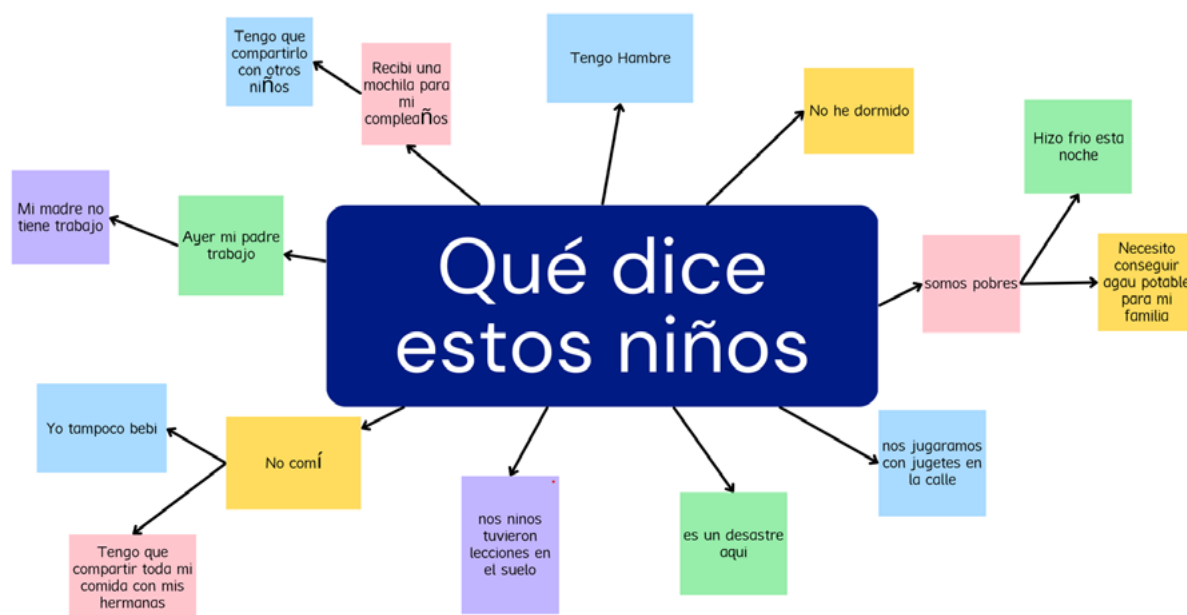 Tengo que
compartirlo
con otros
niños
Recibi una
mochila para
mi
compleaños
Tengo Hambre
No he dormido
Hizo frio esta
noche
Mi madre no
tiene trabajo
Ayer mi padre
trabajo
Qué dice
estos niños
somos pobres
Necesito
conseguir
agau potable
para mi
familia
Yo tampoco bebi
No comí
Tengo que
compartir toda mi
comida con mis
hermanas
nos ninos
tuvieron
lecciones en
el suelo
es un desastre
aqui
nos jugaramos
con jugetes en
la calle